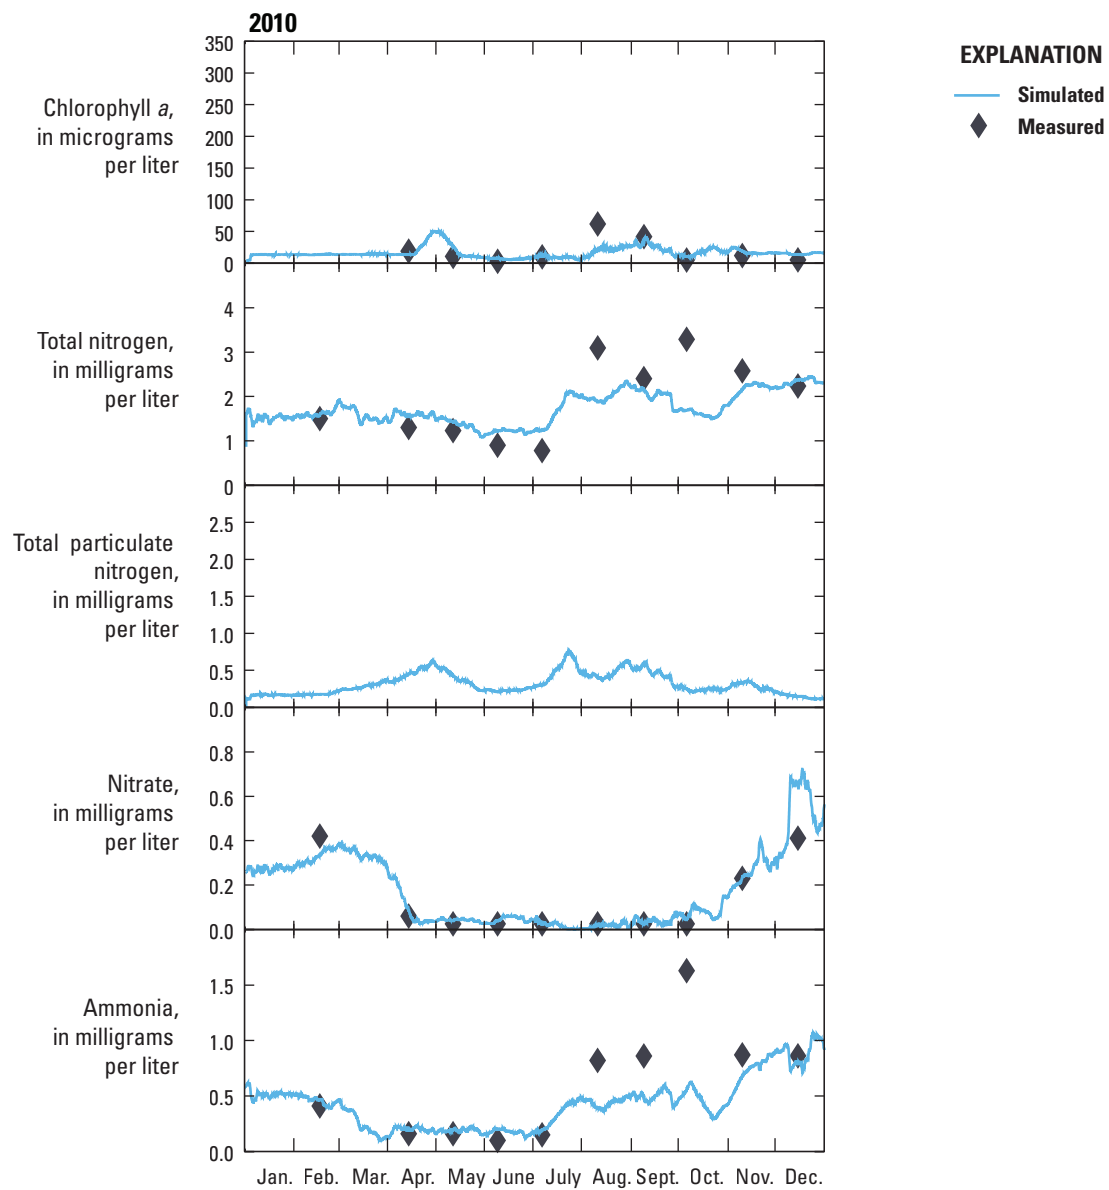 2010
EXPLANATION
Simulated
Measured
Chlorophyll a,
in micrograms
per liter
350
300
250
200
150
100
50
0
Total nitrogen,
in milligrams
per liter
4
3
2
1
0
Total particulate
nitrogen,
in milligrams
per liter
2.5
2.0
1.5
1.0
0.5
0.0
Nitrate,
in milligrams
per liter
0.8
0.6
0.4
0.2
0.0
Ammonia,
in milligrams
per liter
1.5
1.0
0.5
0.0
Jan. Feb. Mar. Apr. May June July Aug. Sept. Oct. Nov. Dec.